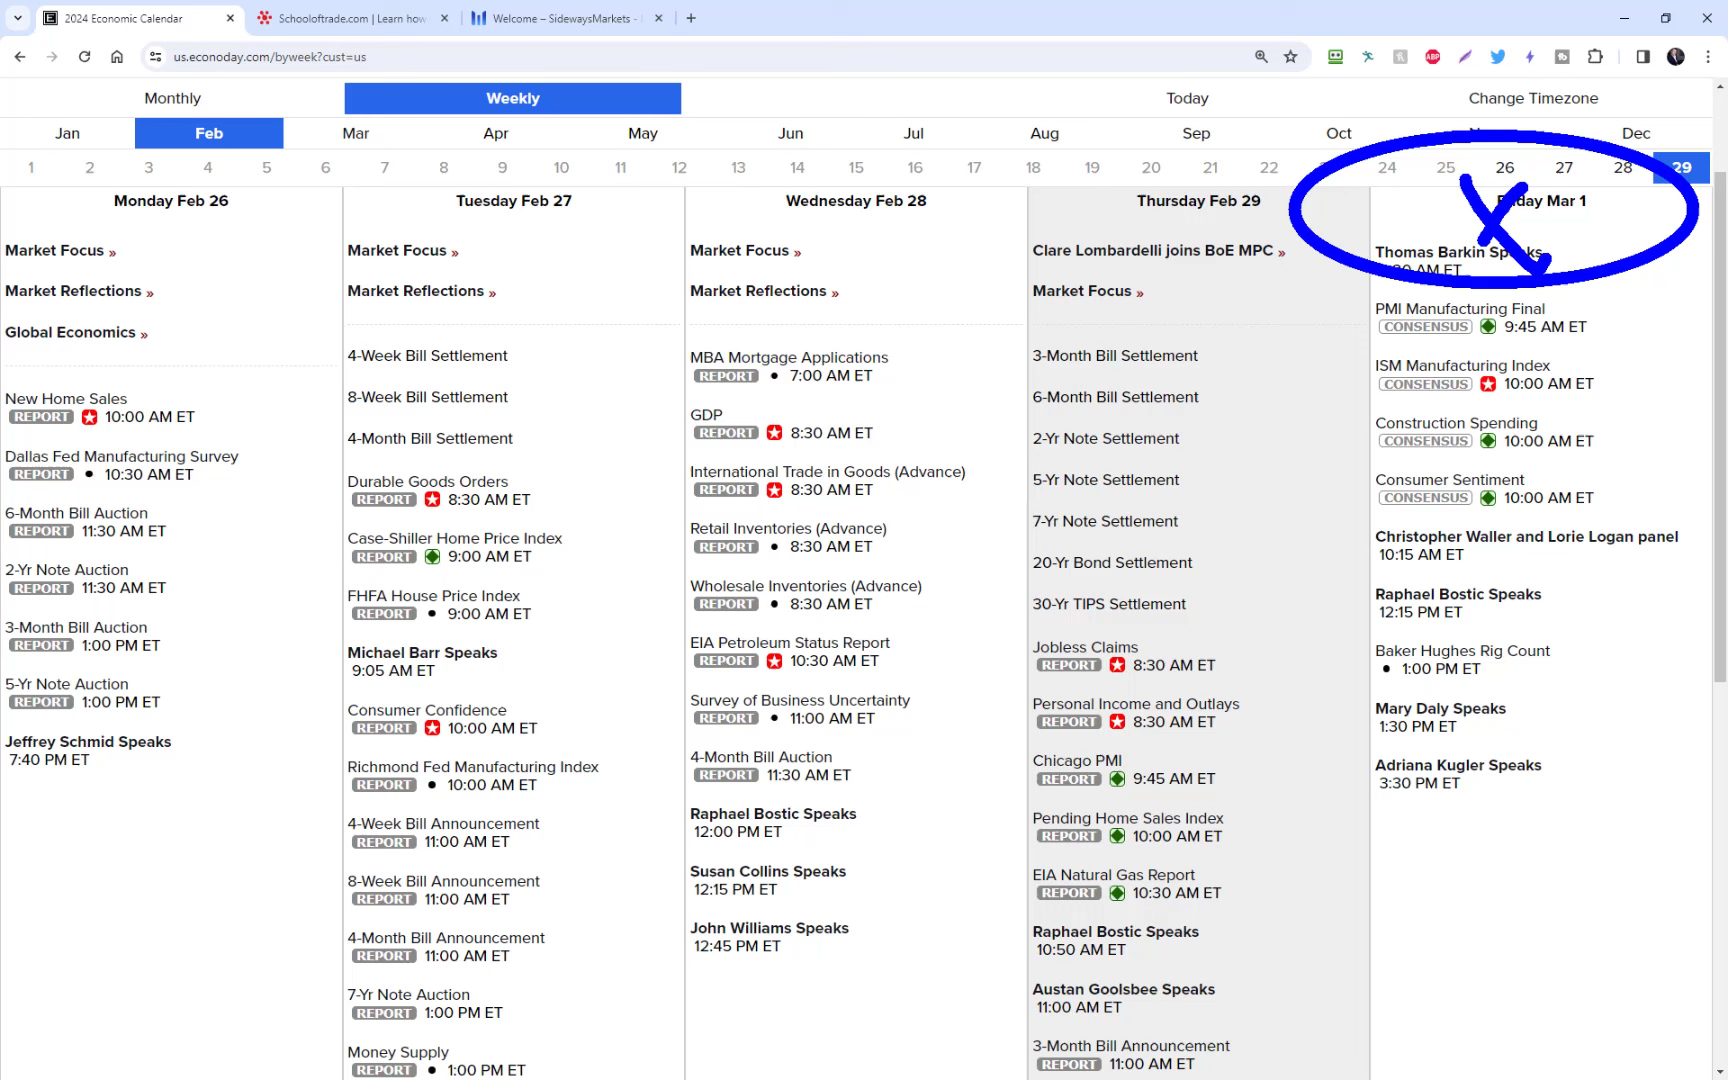 2024 Economic Calendar
Schooloftrade.com | Learn how
Welcome – SidewaysMarkets -
us.econoday.com/byweek?cust=us
Monthly Weekly Today Change Timezone
Jan Feb Mar Apr May Jun Jul Aug Sep Oct Dec
1 2 3 4 5 6 7 8 9 10 11 12 13 14 15 16 17 18 19 20 21 22 24 25 26 27 28 29
Monday Feb 26
Market Focus »
Market Reflections »
Global Economics »
New Home Sales
REPORT 10:00 AM ET
Dallas Fed Manufacturing Survey
REPORT 10:30 AM ET
6-Month Bill Auction
REPORT 11:30 AM ET
2-Yr Note Auction
REPORT 11:30 AM ET
3-Month Bill Auction
REPORT 1:00 PM ET
5-Yr Note Auction
REPORT 1:00 PM ET
Jeffrey Schmid Speaks
7:40 PM ET
Tuesday Feb 27
Market Focus »
Market Reflections »
4-Week Bill Settlement
8-Week Bill Settlement
4-Month Bill Settlement
Durable Goods Orders
REPORT 8:30 AM ET
Case-Shiller Home Price Index
REPORT 9:00 AM ET
FHFA House Price Index
REPORT 9:00 AM ET
Michael Barr Speaks
9:05 AM ET
Consumer Confidence
REPORT 10:00 AM ET
Richmond Fed Manufacturing Index
REPORT 10:00 AM ET
4-Week Bill Announcement
REPORT 11:00 AM ET
8-Week Bill Announcement
REPORT 11:00 AM ET
4-Month Bill Announcement
REPORT 11:00 AM ET
7-Yr Note Auction
REPORT 1:00 PM ET
Money Supply
REPORT 1:00 PM ET
Wednesday Feb 28
Market Focus »
Market Reflections »
MBA Mortgage Applications
REPORT 7:00 AM ET
GDP
REPORT 8:30 AM ET
International Trade in Goods (Advance)
REPORT 8:30 AM ET
Retail Inventories (Advance)
REPORT 8:30 AM ET
Wholesale Inventories (Advance)
REPORT 8:30 AM ET
EIA Petroleum Status Report
REPORT 10:30 AM ET
Survey of Business Uncertainty
REPORT 11:00 AM ET
4-Month Bill Auction
REPORT 11:30 AM ET
Raphael Bostic Speaks
12:00 PM ET
Susan Collins Speaks
12:15 PM ET
John Williams Speaks
12:45 PM ET
Thursday Feb 29
Clare Lombardelli joins BoE MPC »
Market Focus »
3-Month Bill Settlement
6-Month Bill Settlement
2-Yr Note Settlement
5-Yr Note Settlement
7-Yr Note Settlement
20-Yr Bond Settlement
30-Yr TIPS Settlement
Jobless Claims
REPORT 8:30 AM ET
Personal Income and Outlays
REPORT 8:30 AM ET
Chicago PMI
REPORT 9:45 AM ET
Pending Home Sales Index
REPORT 10:00 AM ET
EIA Natural Gas Report
REPORT 10:30 AM ET
Raphael Bostic Speaks
10:50 AM ET
Austan Goolsbee Speaks
11:00 AM ET
3-Month Bill Announcement
REPORT 11:00 AM ET
Friday Mar 1
Thomas Barkin Speaks
AM ET
PMI Manufacturing Final
CONSENSUS 9:45 AM ET
ISM Manufacturing Index
CONSENSUS 10:00 AM ET
Construction Spending
CONSENSUS 10:00 AM ET
Consumer Sentiment
CONSENSUS 10:00 AM ET
Christopher Waller and Lorie Logan panel
10:15 AM ET
Raphael Bostic Speaks
12:15 PM ET
Baker Hughes Rig Count
1:00 PM ET
Mary Daly Speaks
1:30 PM ET
Adriana Kugler Speaks
3:30 PM ET